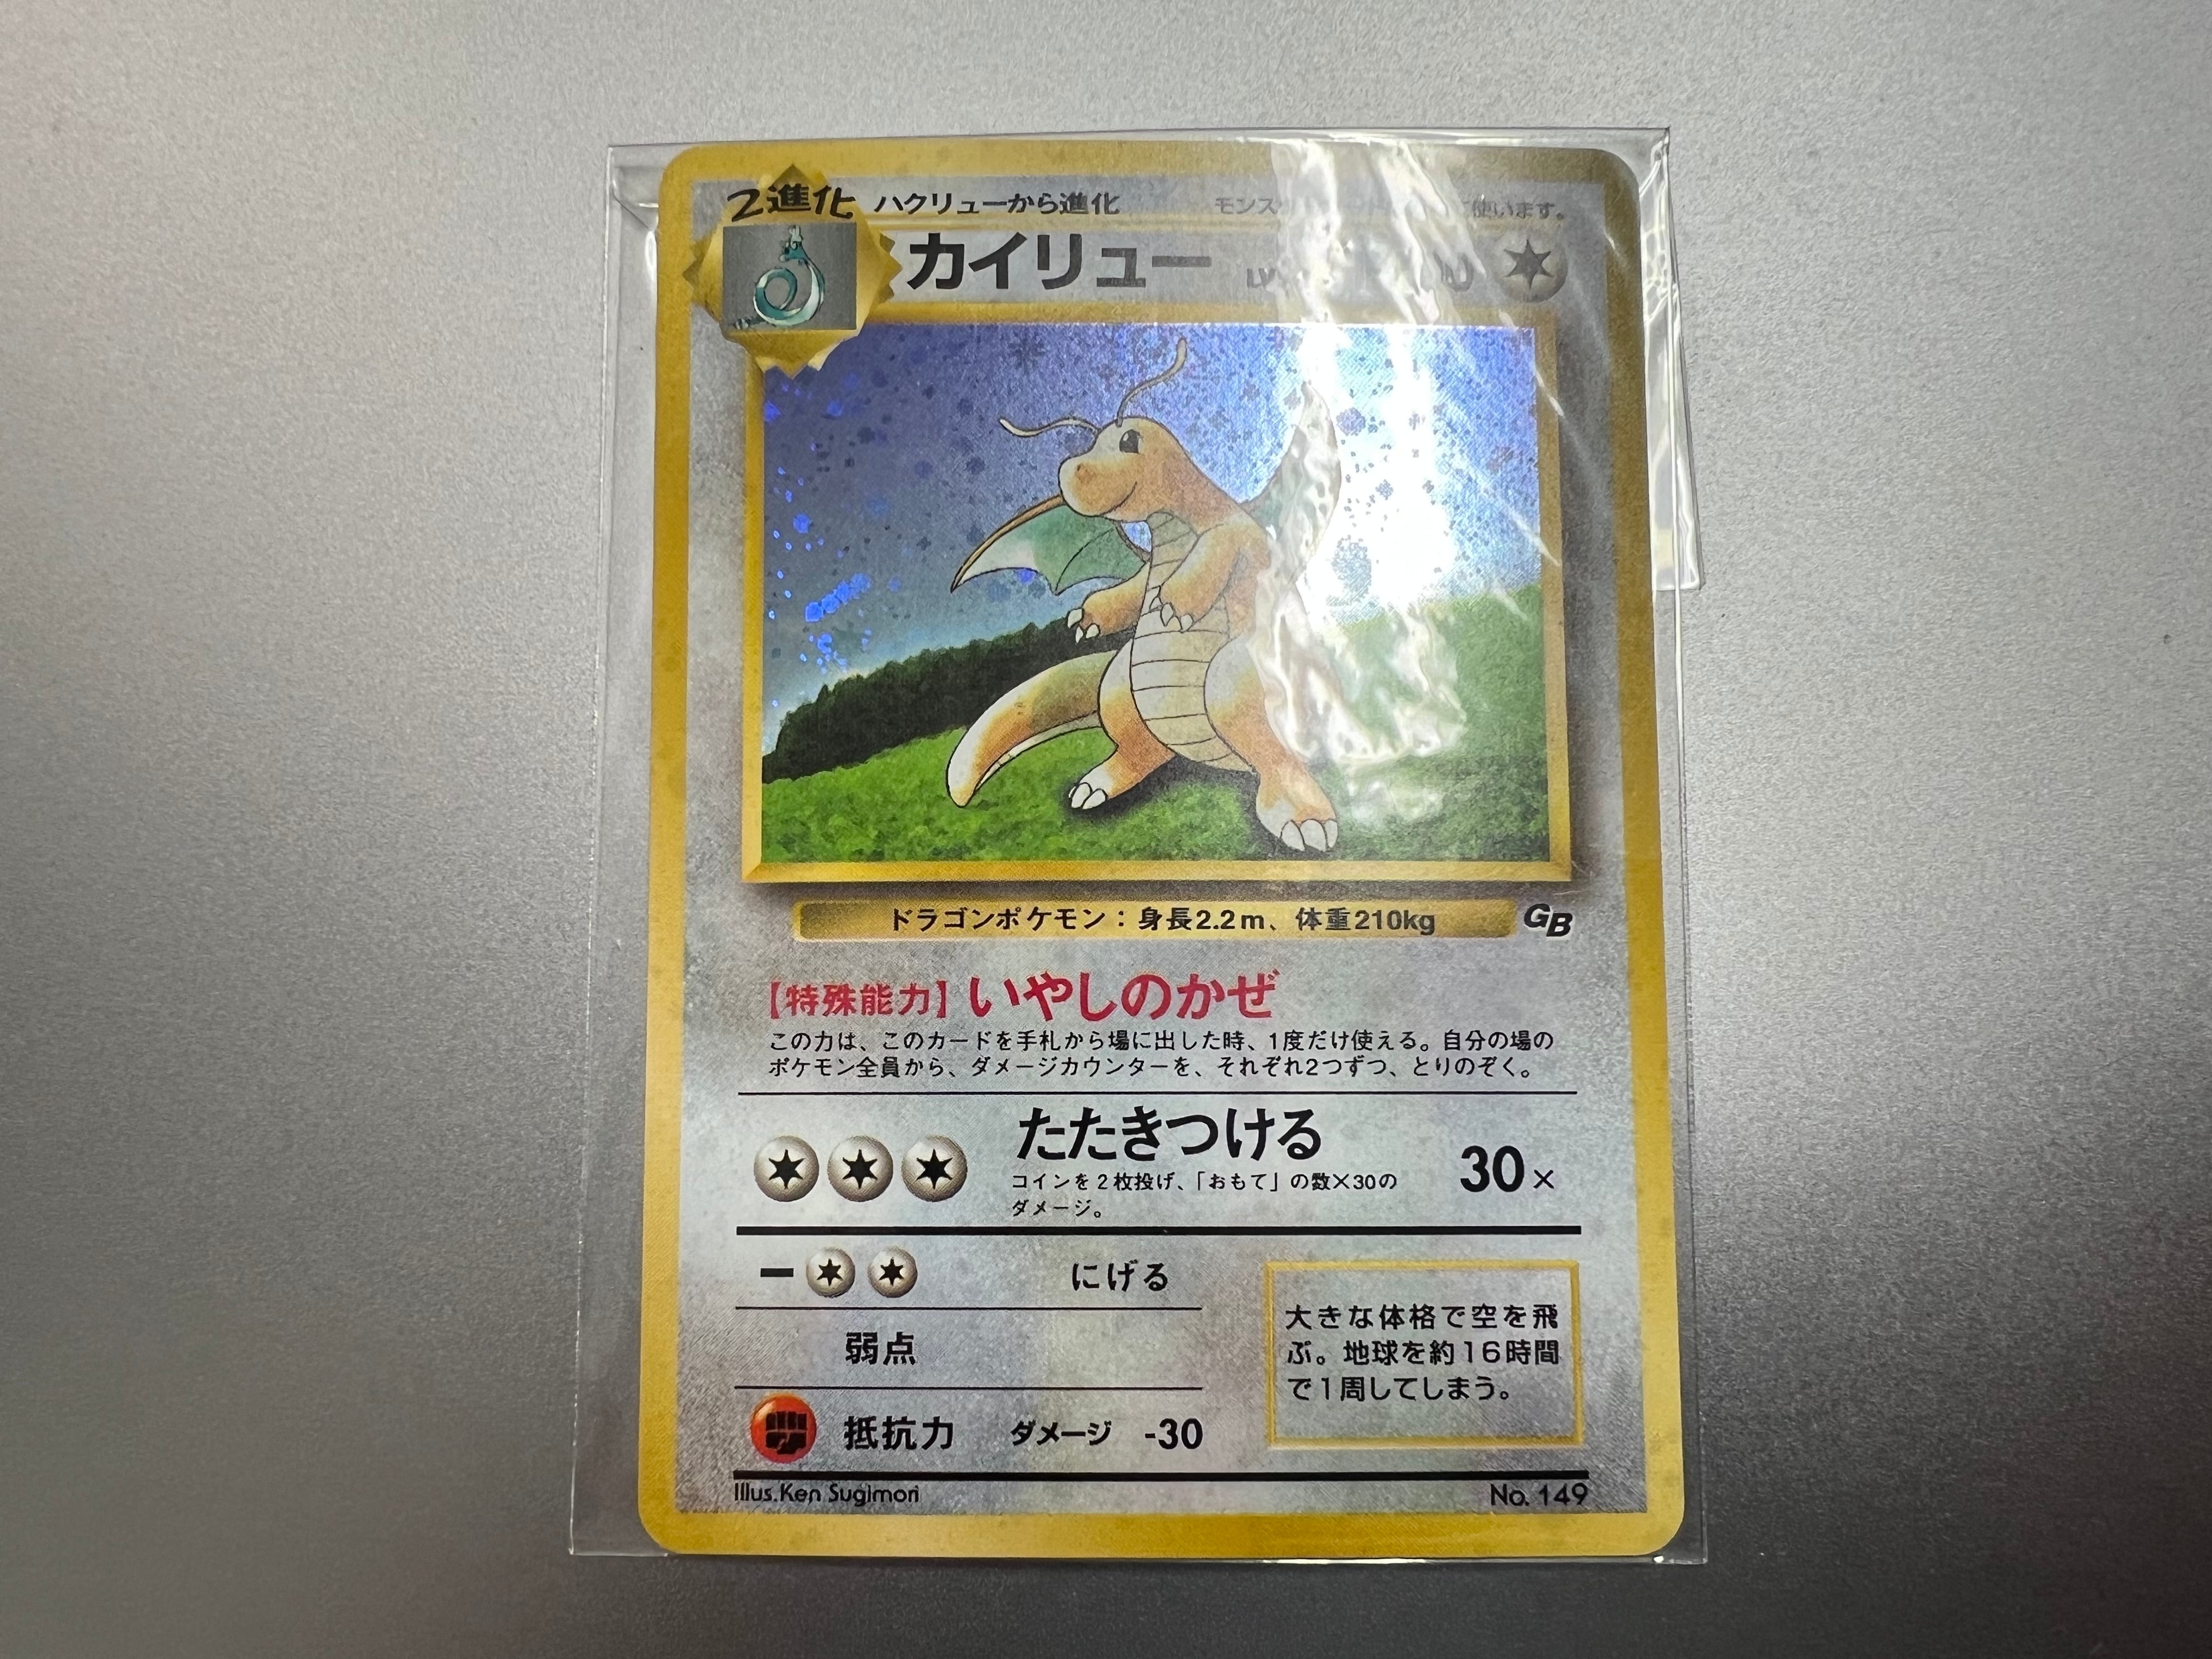 2進化 ハクリューから進化 使います。
カイリュー
ドラゴンポケモン：身長2.2m、体重210kg GB
【特殊能力】いやしのかぜ
この力は、このカードを手札から場に出した時、1度だけ使える。自分の場の
ポケモン全員から、ダメージカウンターを、それぞれ2つずつ、とりのぞく。
たたきつける
30×
コインを2枚投げ、「おもて」の数×30の
ダメージ。
ー にげる
弱点
抵抗力 ダメージ -30
大きな体格で空を飛
ぶ。地球を約16時間
で1周してしまう。
Illus.Ken Sugimori No. 149